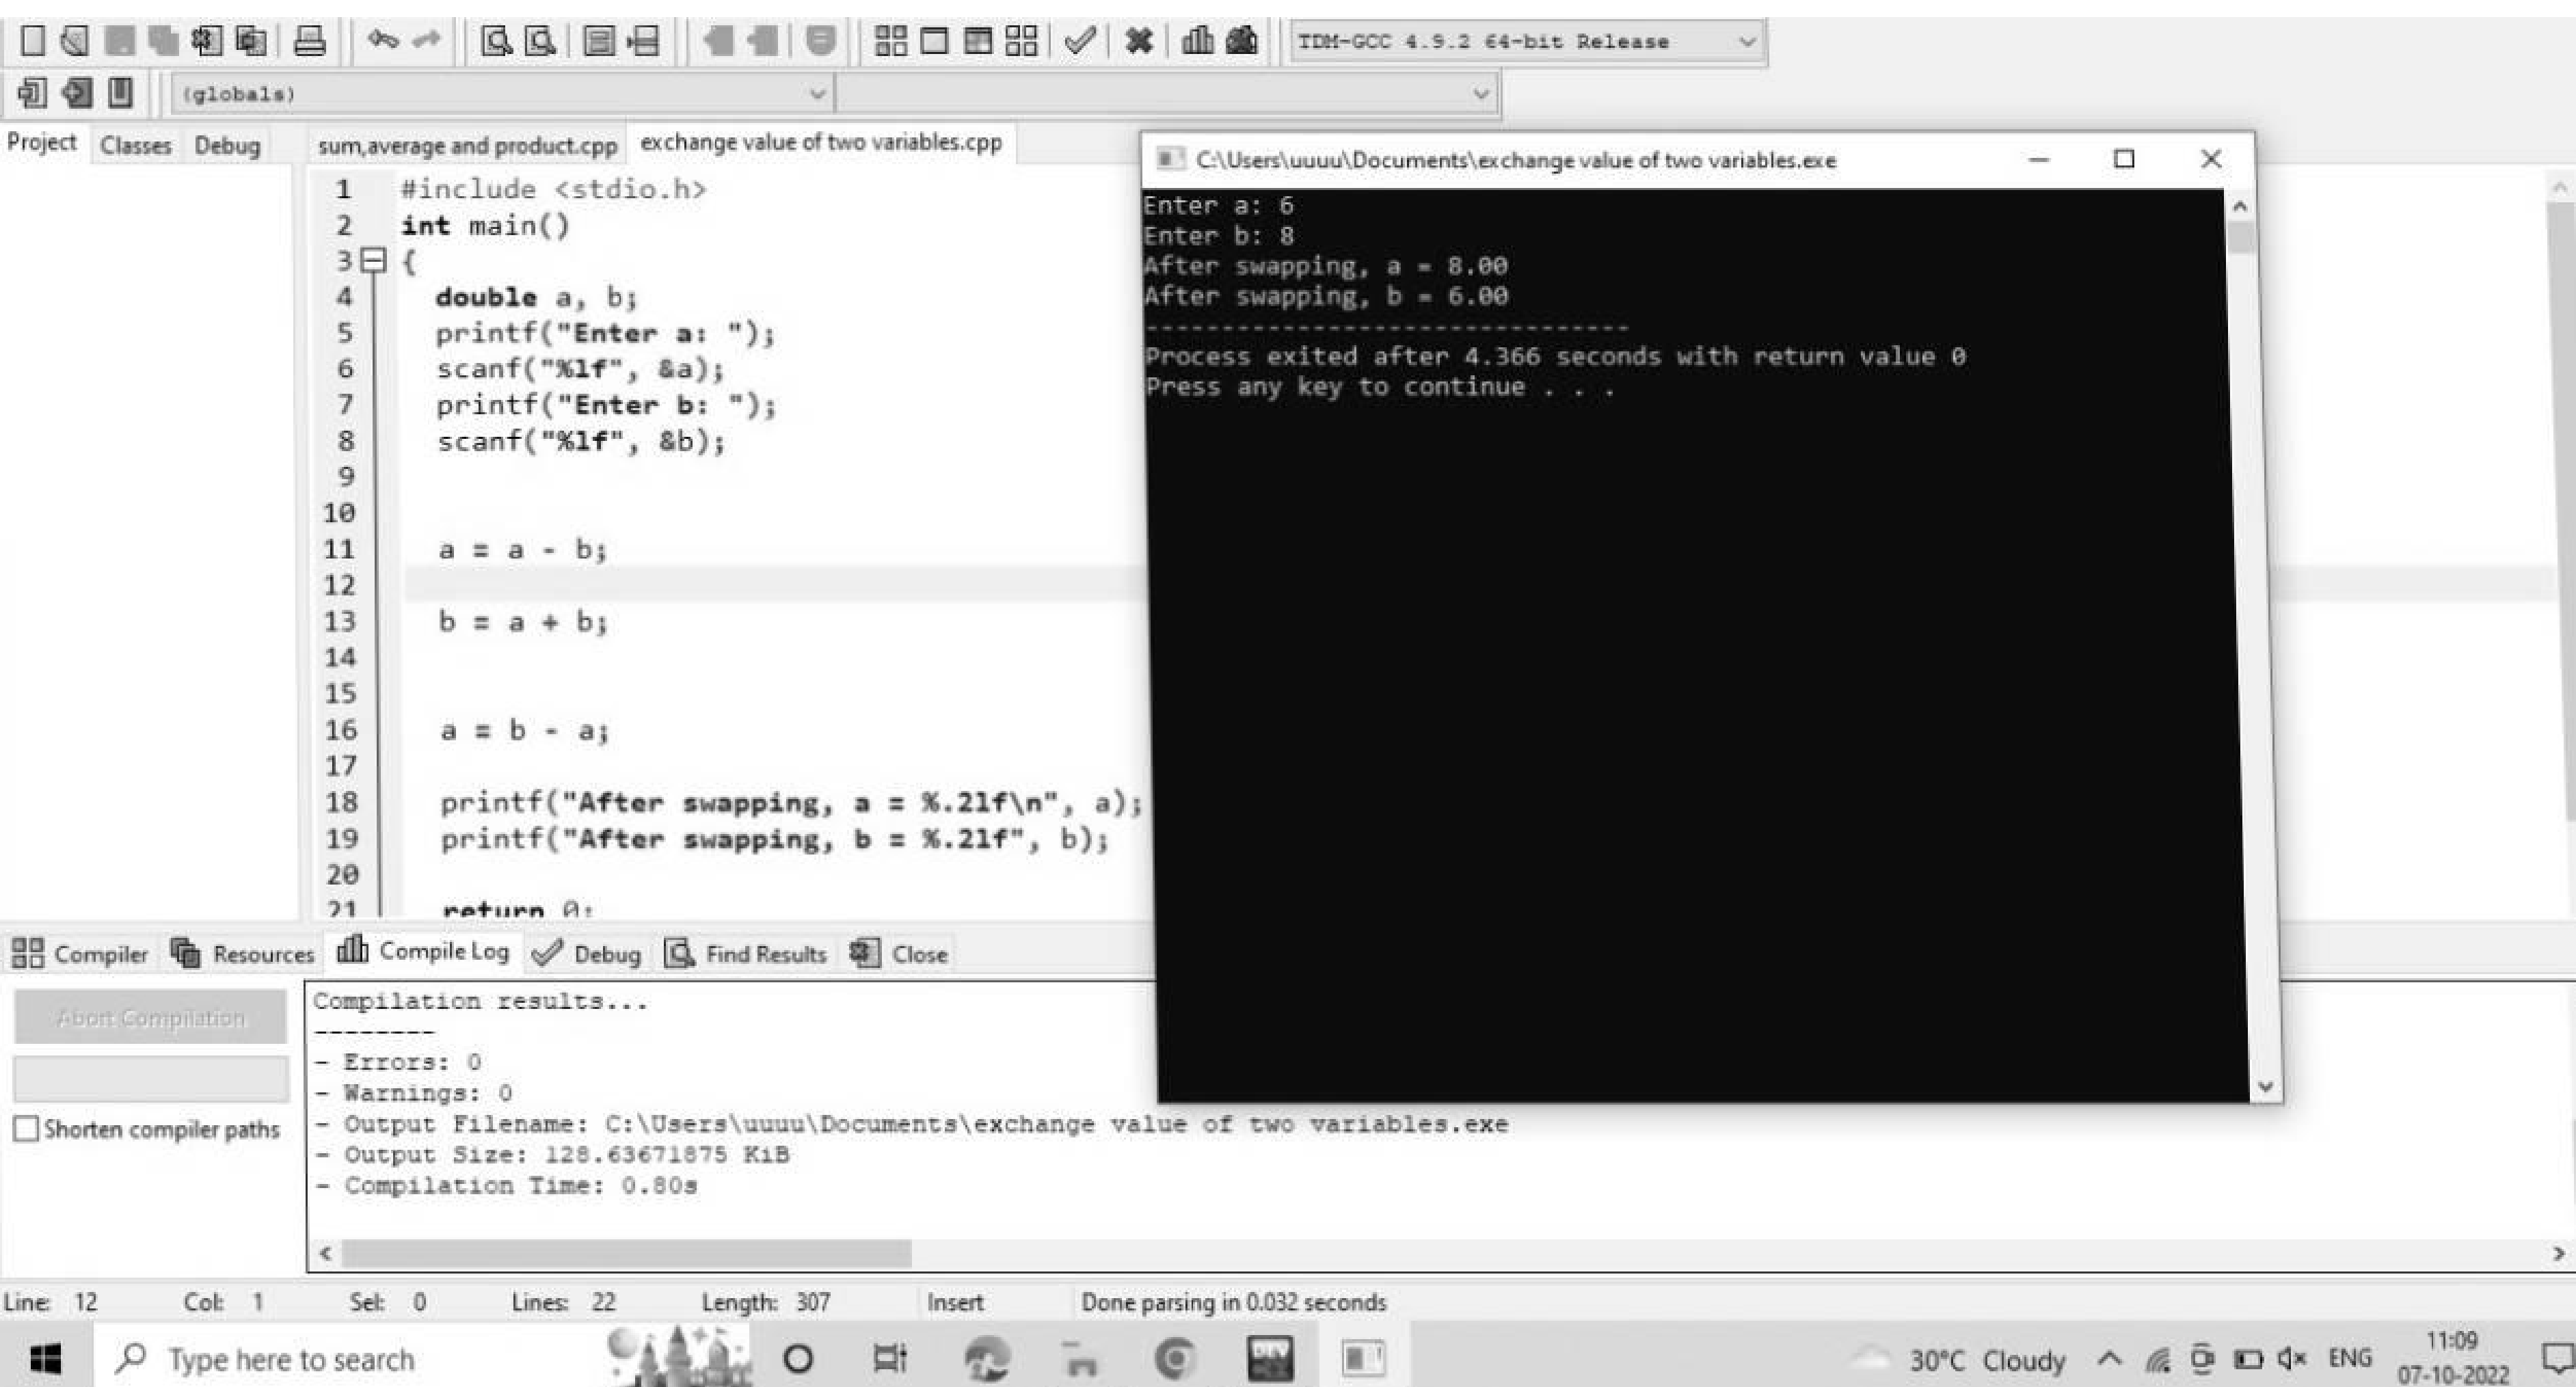 TDM-GCC 4.9.2 64-bit Release
(globals)
Project Classes Debug
sum,average and product.cpp exchange value of two variables.cpp
1 #include <stdio.h>
2 int main()
3 {
4 double a, b;
5 printf("Enter a: ");
6 scanf("%lf", &a);
7 printf("Enter b: ");
8 scanf("%lf", &b);
9
10
11 a = a - b;
12
13 b = a + b;
14
15
16 a = b - a;
17
18 printf("After swapping, a = %.2lf\n", a);
19 printf("After swapping, b = %.2lf", b);
20
21 return 0;
C:\Users\uuuu\Documents\exchange value of two variables.exe
Enter a: 6
Enter b: 8
After swapping, a = 8.00
After swapping, b = 6.00
--------------------------------
Process exited after 4.366 seconds with return value 0
Press any key to continue . . .
Compiler Resources Compile Log Debug Find Results Close
Abort Compilation
Shorten compiler paths
Compilation results...
--------
- Errors: 0
- Warnings: 0
- Output Filename: C:\Users\uuuu\Documents\exchange value of two variables.exe
- Output Size: 128.63671875 KiB
- Compilation Time: 0.80s
Line: 12 Col: 1 Sel: 0 Lines: 22 Length: 307 Insert Done parsing in 0.032 seconds
Type here to search
30°C Cloudy ENG
11:09
07-10-2022